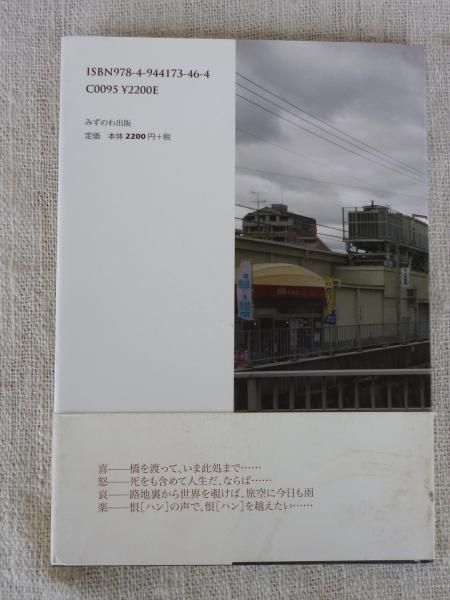 ISBN978-4-944173-46-4
C0095 ¥2200E
みずのわ出版
定価 本体2200円+税
喜――橋を渡って、いま此処まで……
怒――死をも含めて人生だ、ならば……
哀――路地裏から世界を覗けば、旅空に今日も雨
楽――恨[ハン]の声で、恨[ハン]を越えたい……